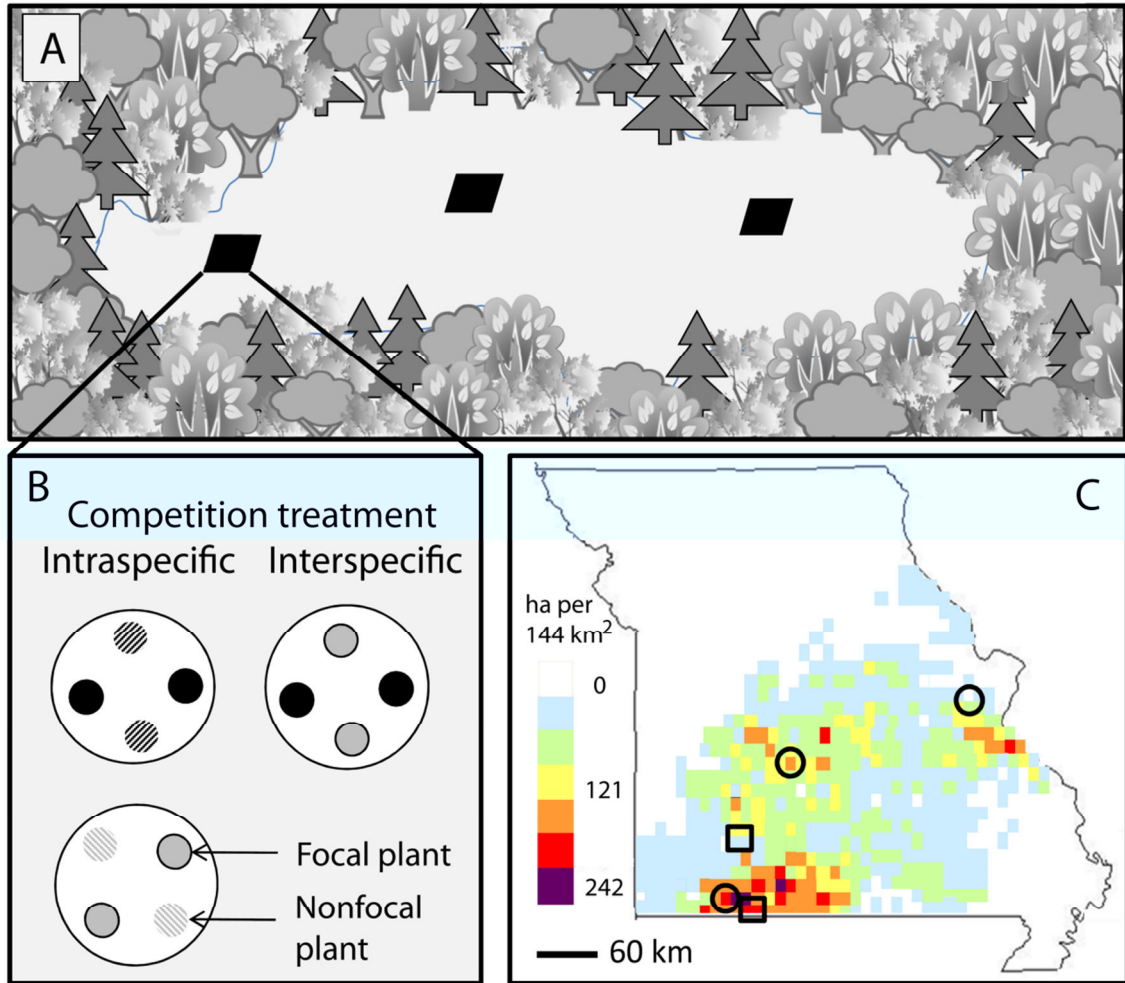 A
B
Competition treatment
Intraspecific Interspecific
Focal plant
Nonfocal
plant
C
ha per
144 km²
0
121
242
60 km